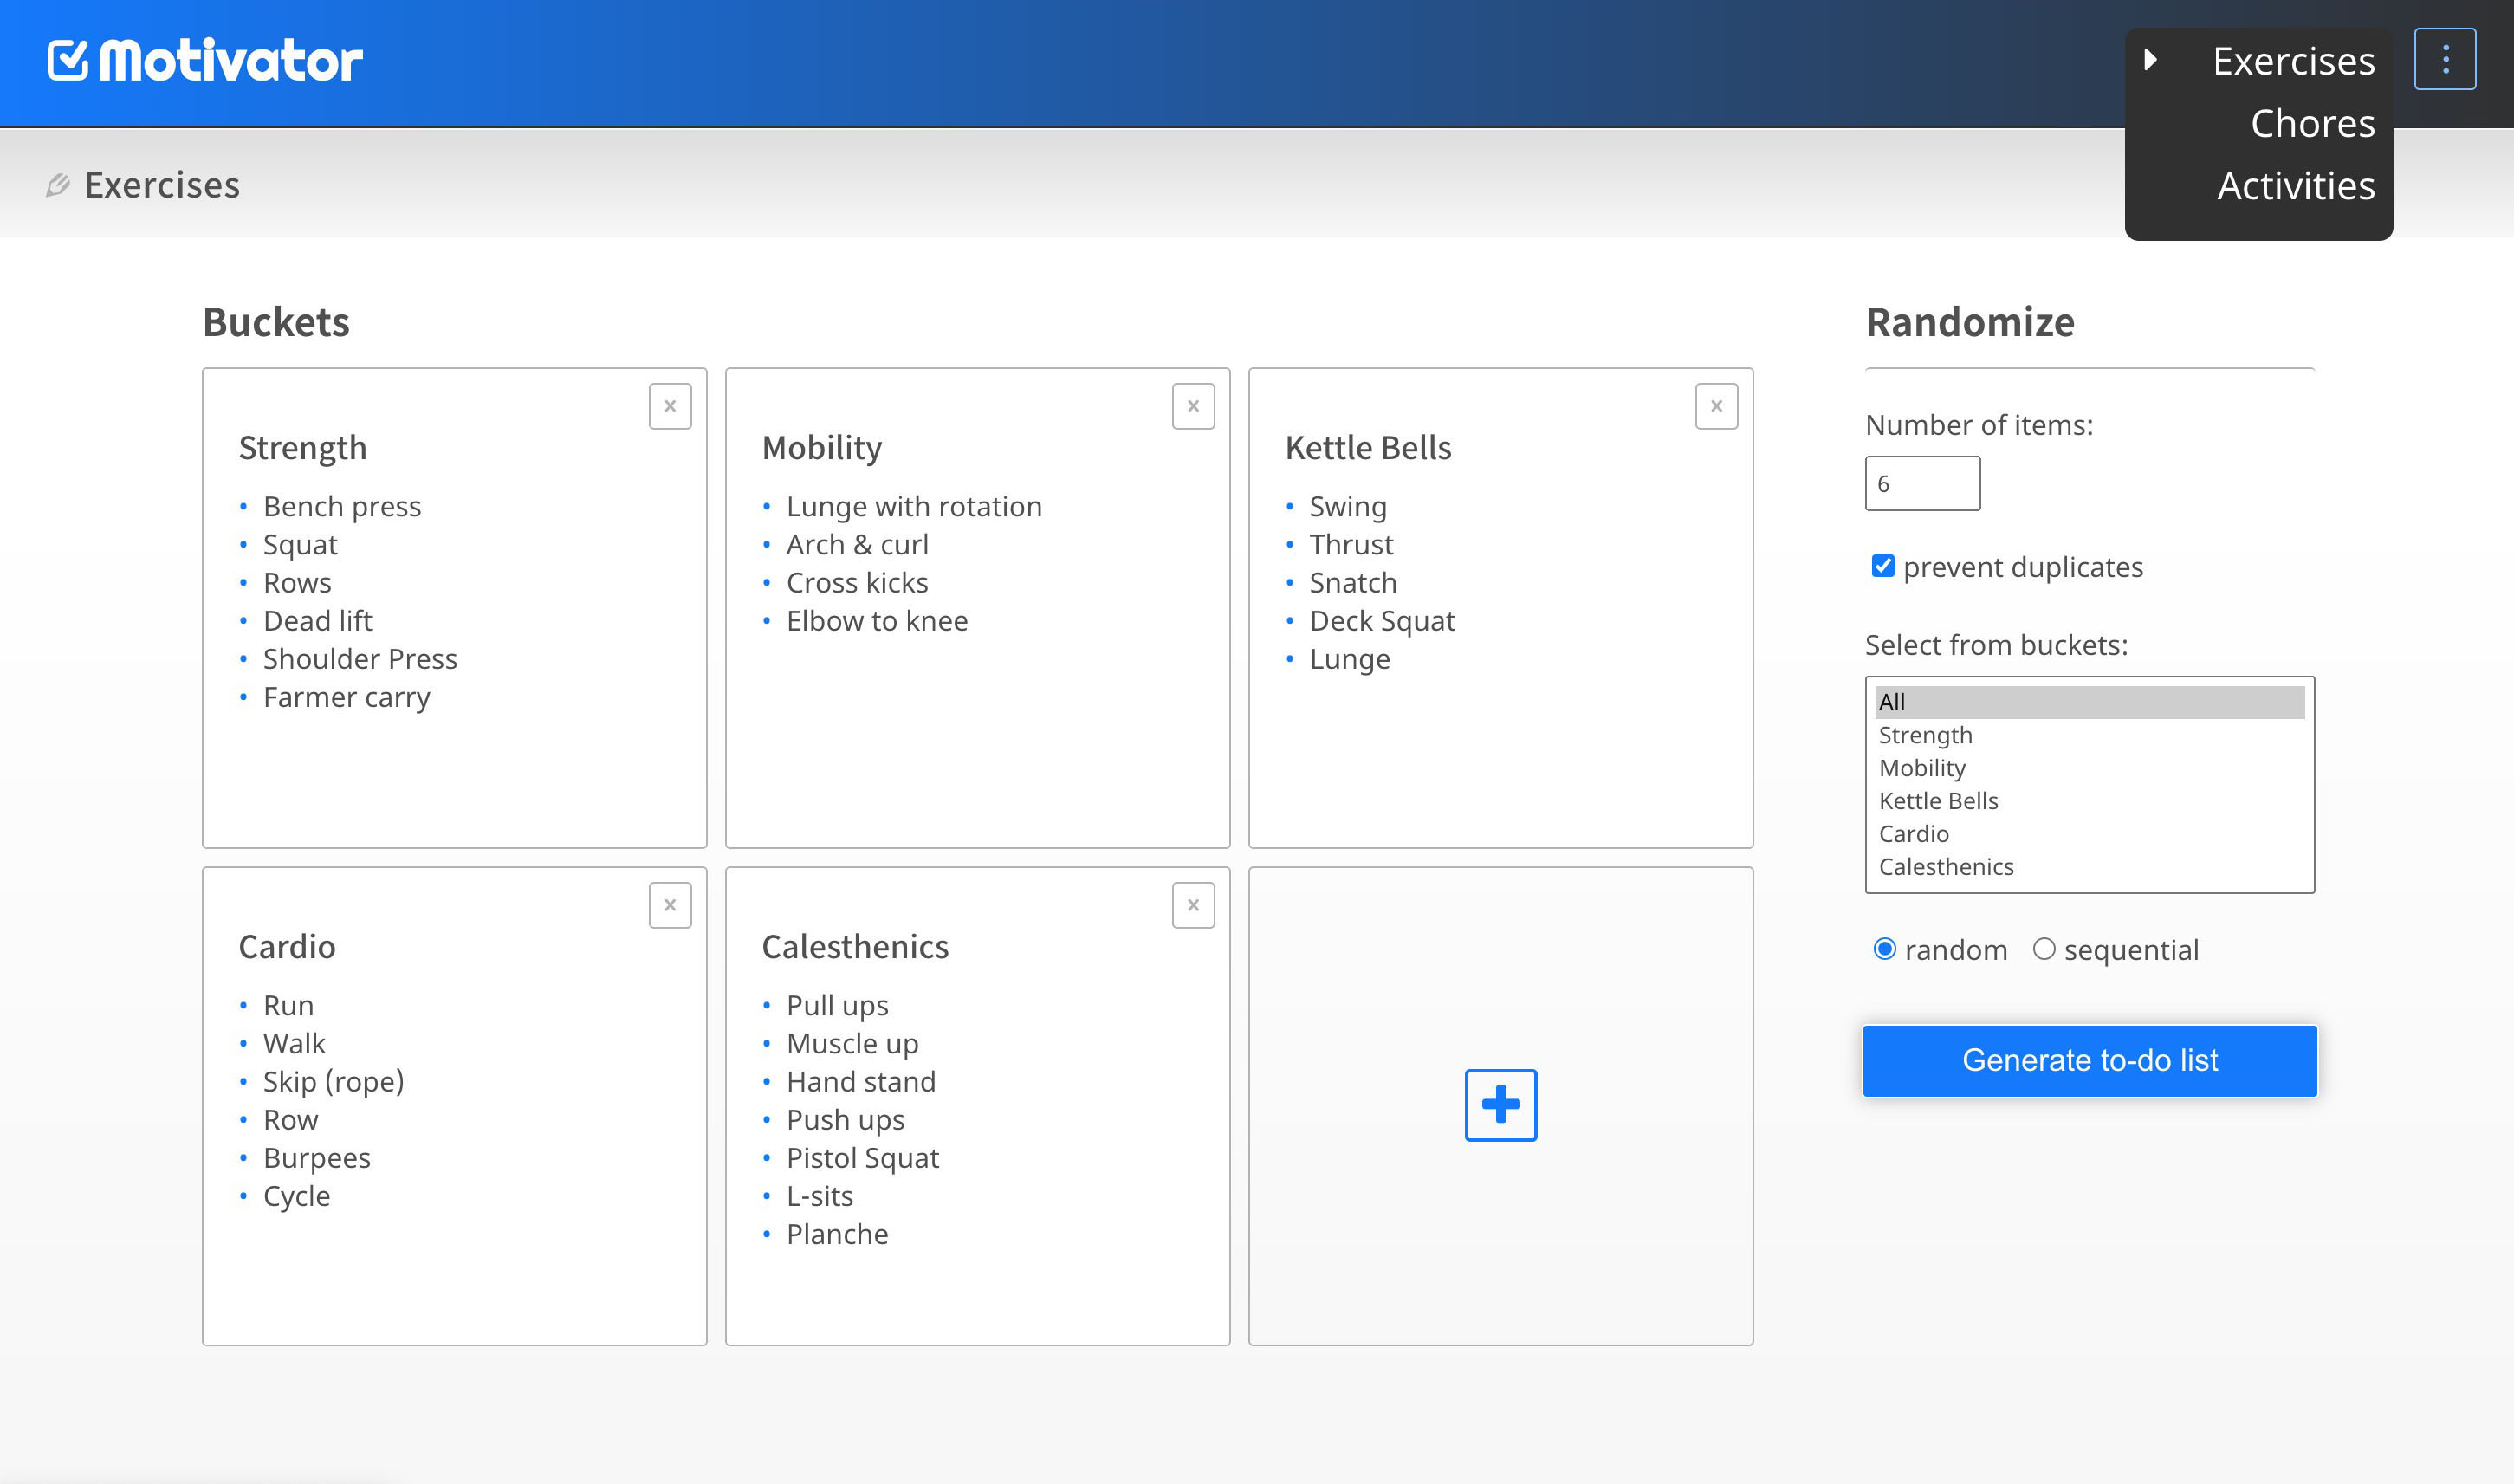 Motivator
Exercises
Chores
Activities
Exercises
Buckets
Strength
• Bench press
• Squat
• Rows
• Dead lift
• Shoulder Press
• Farmer carry
Mobility
• Lunge with rotation
• Arch & curl
• Cross kicks
• Elbow to knee
Kettle Bells
• Swing
• Thrust
• Snatch
• Deck Squat
• Lunge
Cardio
• Run
• Walk
• Skip (rope)
• Row
• Burpees
• Cycle
Calesthenics
• Pull ups
• Muscle up
• Hand stand
• Push ups
• Pistol Squat
• L-sits
• Planche
Randomize
Number of items:
6
prevent duplicates
Select from buckets:
All
Strength
Mobility
Kettle Bells
Cardio
Calesthenics
random sequential
Generate to-do list